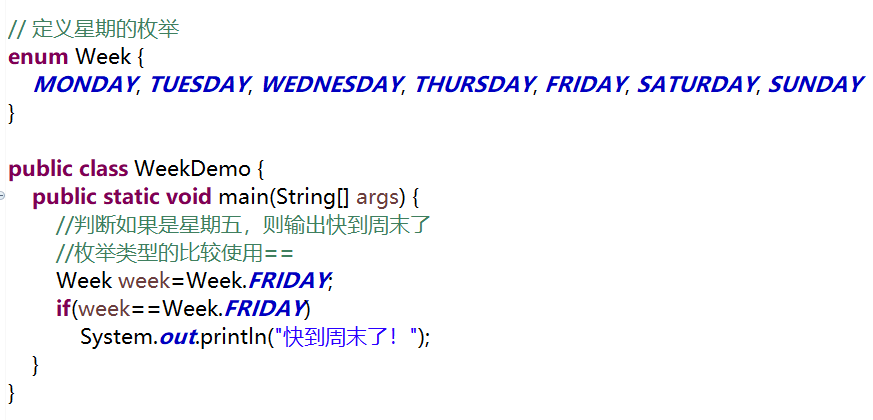 // 定义星期的枚举
enum Week {
MONDAY, TUESDAY, WEDNESDAY, THURSDAY, FRIDAY, SATURDAY, SUNDAY
}
public class WeekDemo {
public static void main(String[] args) {
//判断如果是星期五，则输出快到周末了
//枚举类型的比较使用==
Week week=Week.FRIDAY;
if(week==Week.FRIDAY)
System.out.println("快到周末了！");
}
}